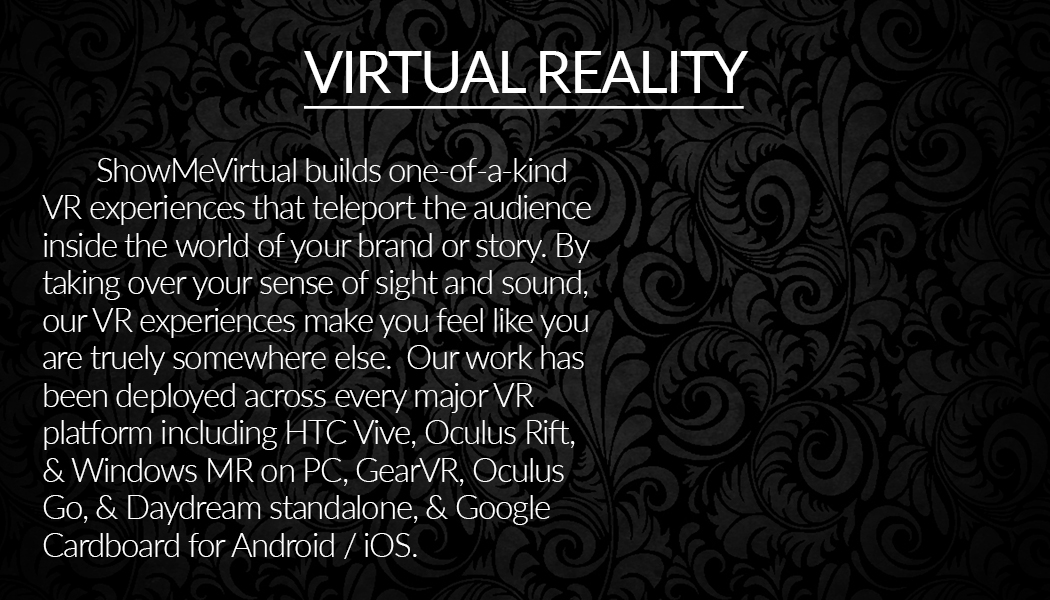 VIRTUAL REALITY
ShowMeVirtual builds one-of-a-kind
VR experiences that teleport the audience
inside the world of your brand or story. By
taking over your sense of sight and sound,
our VR experiences make you feel like you
are truely somewhere else.  Our work has
been deployed across every major VR
platform including HTC Vive, Oculus Rift,
& Windows MR on PC, GearVR, Oculus
Go, & Daydream standalone, & Google
Cardboard for Android / iOS.